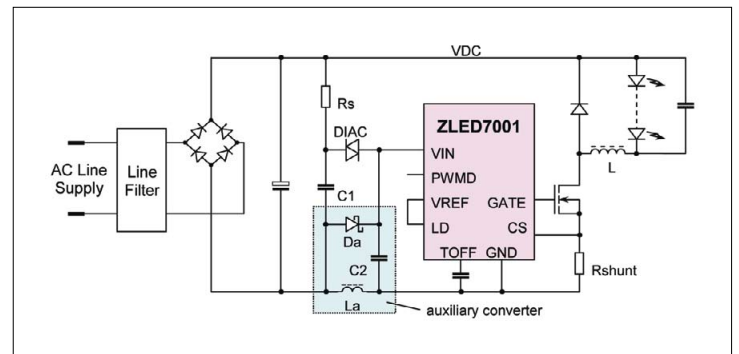 VDC
Rs
DIAC
ZLED7001
VIN
PWMD
VREF
GATE
LD
CS
TOFF
GND
AC Line
Supply
Line
Filter
C1
Da
C2
La
L
Rshunt
auxiliary converter